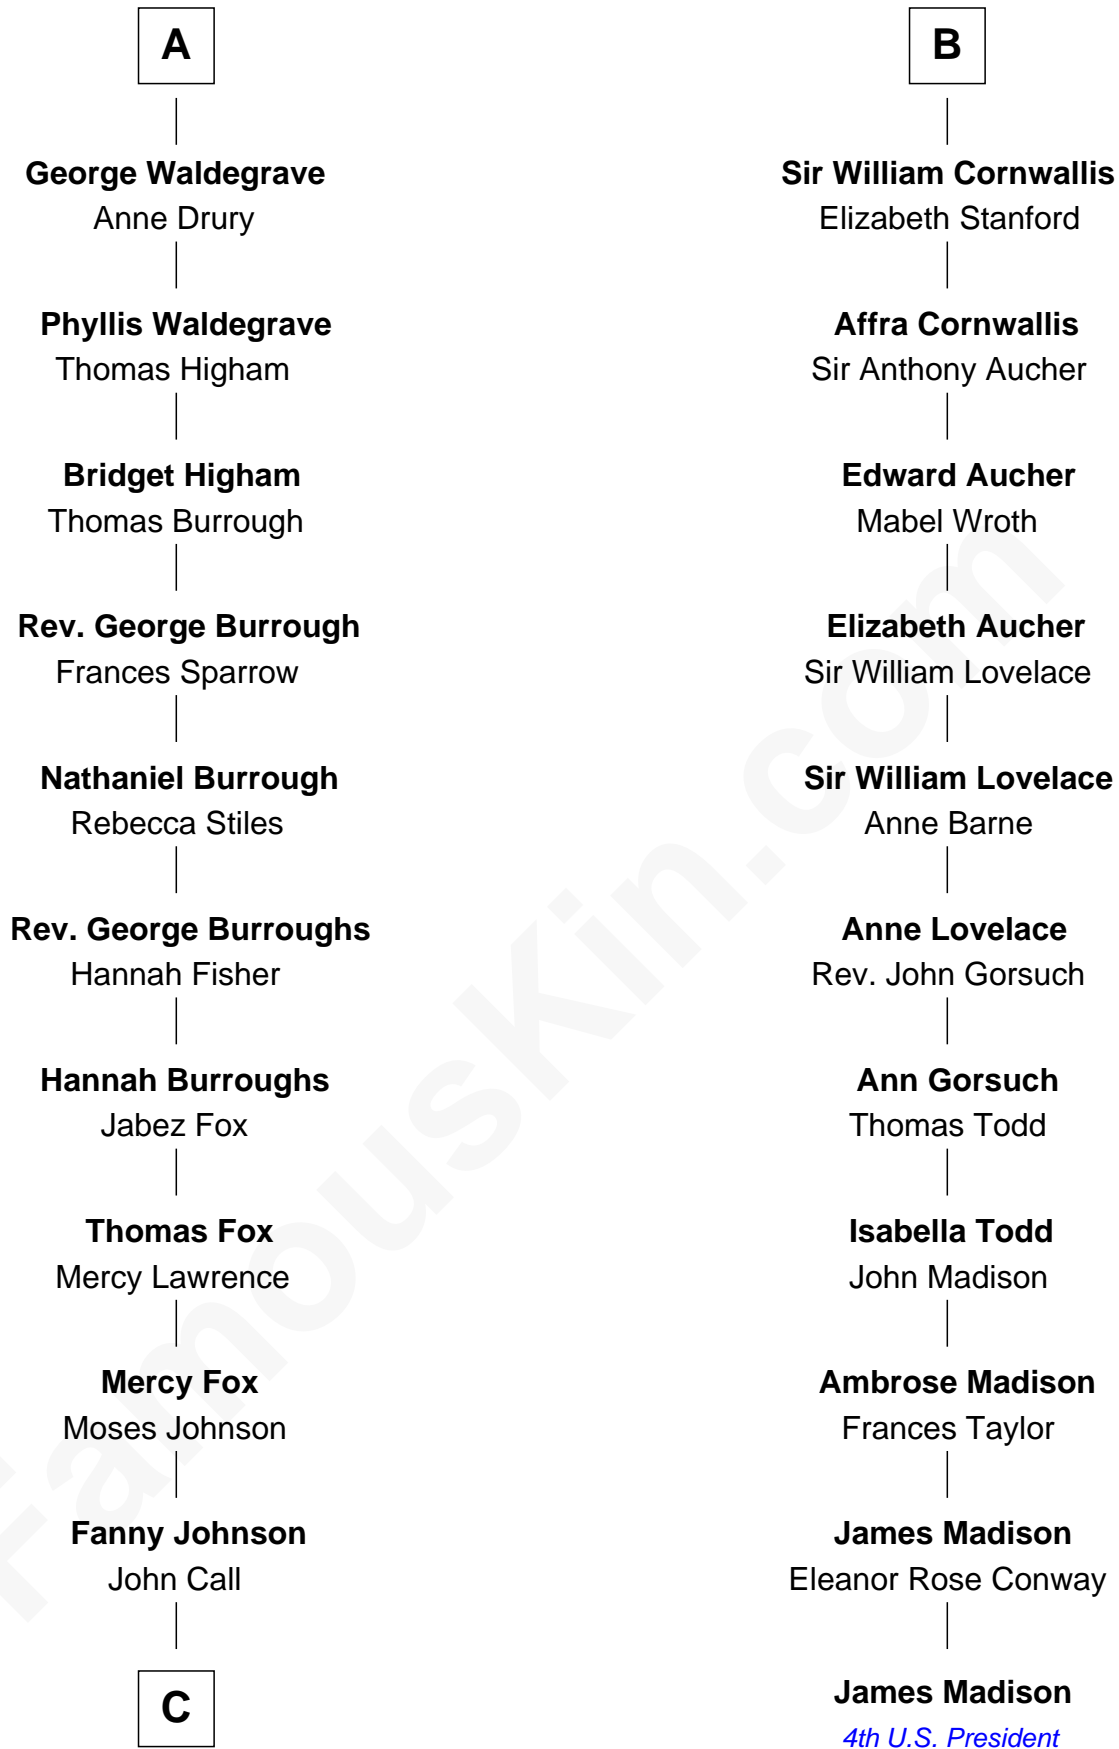 A
George Waldegrave
Anne Drury
Phyllis Waldegrave
Thomas Higham
Bridget Higham
Thomas Burrough
Rev. George Burrough
Frances Sparrow
Nathaniel Burrough
Rebecca Stiles
Rev. George Burroughs
Hannah Fisher
Hannah Burroughs
Jabez Fox
Thomas Fox
Mercy Lawrence
Mercy Fox
Moses Johnson
Fanny Johnson
John Call
C
B
Sir William Cornwallis
Elizabeth Stanford
Affra Cornwallis
Sir Anthony Aucher
Edward Aucher
Mabel Wroth
Elizabeth Aucher
Sir William Lovelace
Sir William Lovelace
Anne Barne
Anne Lovelace
Rev. John Gorsuch
Ann Gorsuch
Thomas Todd
Isabella Todd
John Madison
Ambrose Madison
Frances Taylor
James Madison
Eleanor Rose Conway
James Madison
4th U.S. President
FamousKin.com